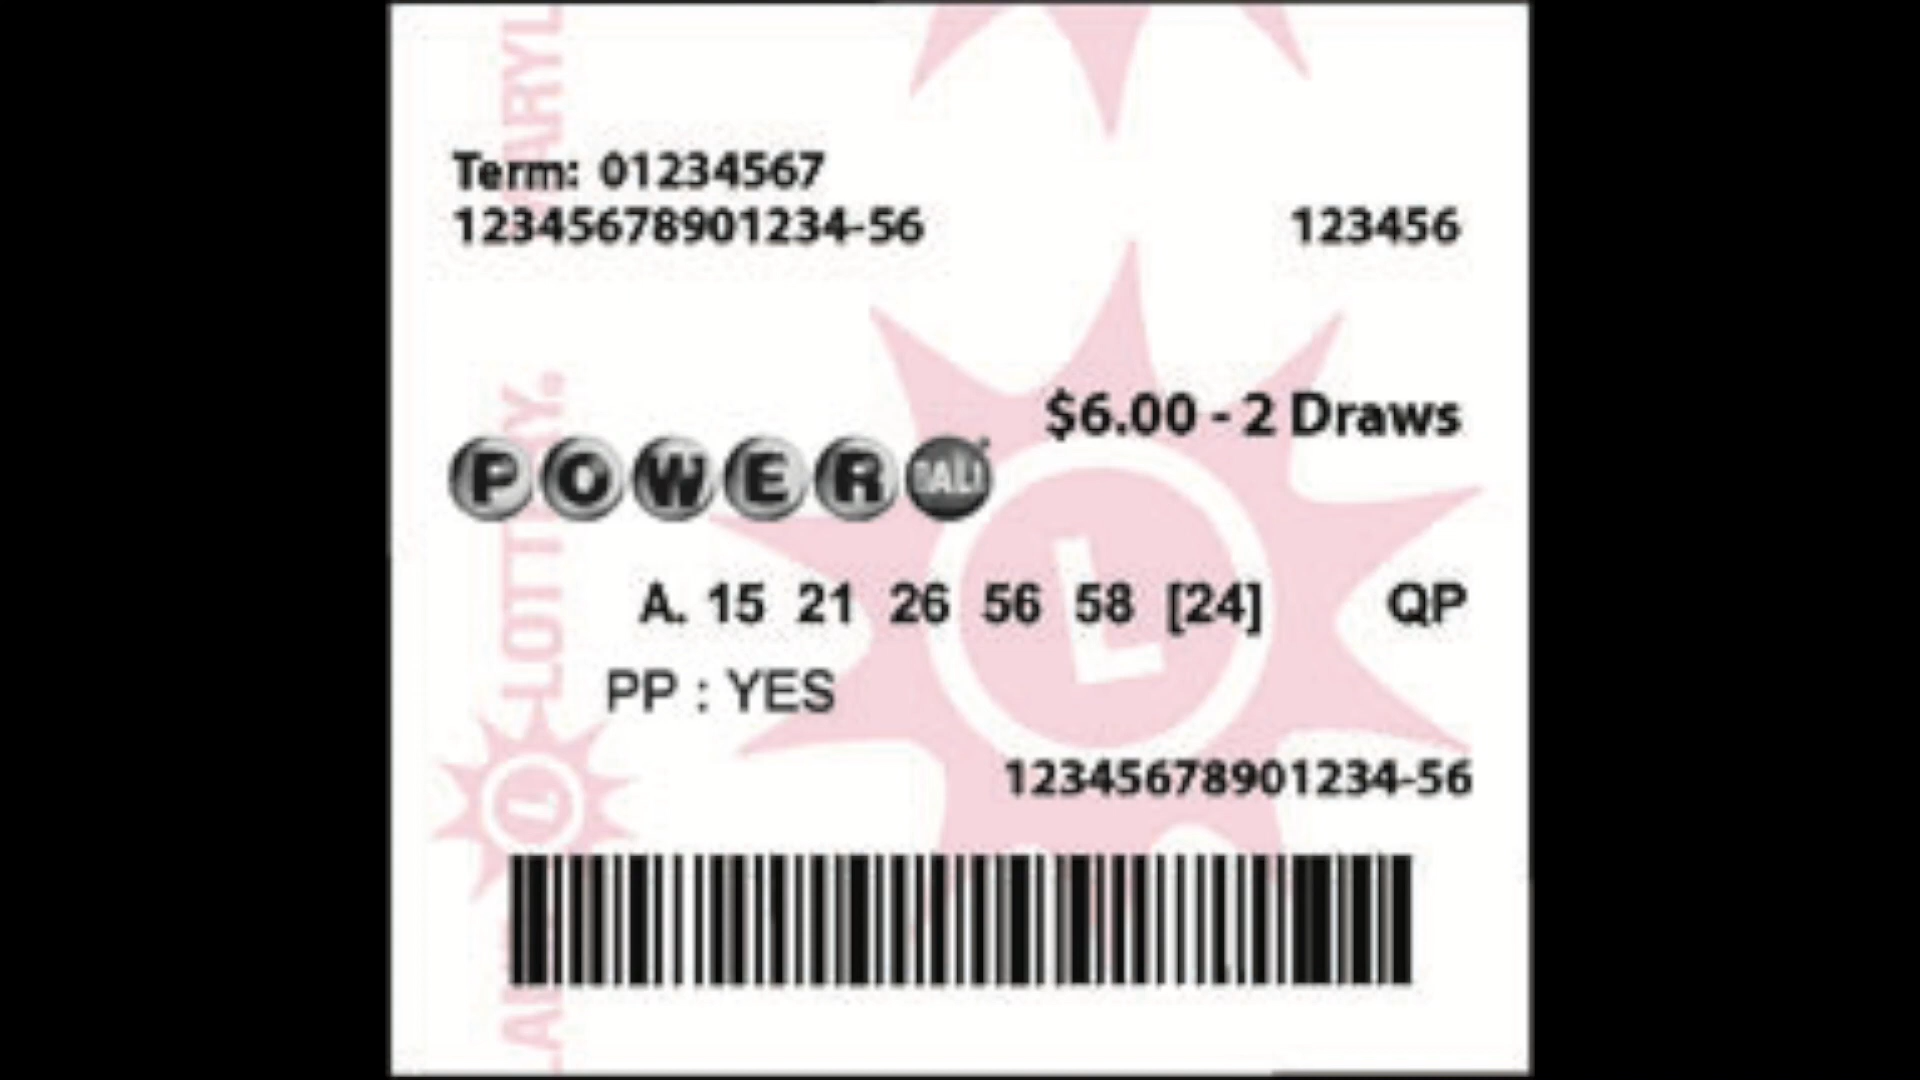 Term: 01234567
12345678901234-56 123456
$6.00 - 2 Draws
POWERBALL
A. 15 21 26 56 58 [24] QP
PP : YES
12345678901234-56
LOTTERY
L
L